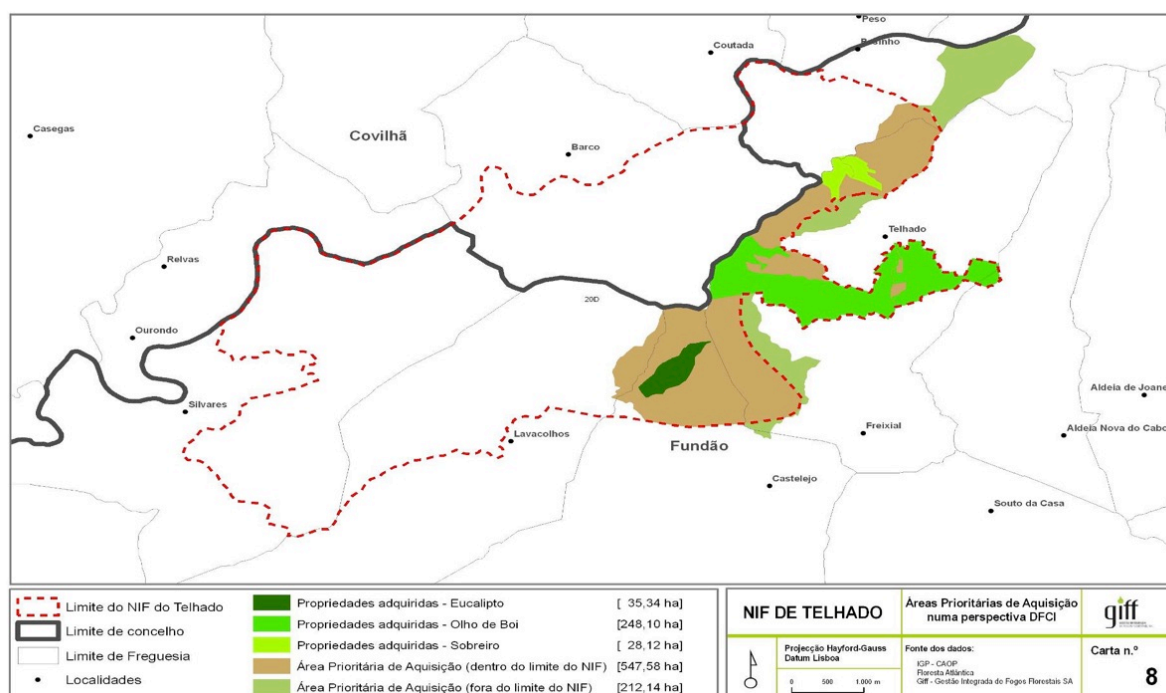 Peso
Coutada
Casegas
Covilhã
Barco
Telhado
Relvas
20D
Ourondo
Silvares
Aldeia de Joane
Lavacolhos
Freixial
Aldeia Nova do Cabo
Fundão
Castelejo
Souto da Casa
Limite do NIF do Telhado
Limite de concelho
Limite de Freguesia
Localidades
Propriedades adquiridas - Eucalipto [ 35,34 ha]
Propriedades adquiridas - Olho de Boi [248,10 ha]
Propriedades adquiridas - Sobreiro [ 28,12 ha]
Área Prioritária de Aquisição (dentro do limite do NIF) [547,58 ha]
Área Prioritária de Aquisição (fora do limite do NIF) [212,14 ha]
NIF DE TELHADO
Áreas Prioritárias de Aquisição
numa perspectiva DFCI
giff
Projecção Hayford-Gauss
Datum Lisboa
0 500 1.000 m
Fonte dos dados:
IGP - CAOP
Floresta Atlântica
Giff - Gestão Integrada de Fogos Florestais SA
Carta n.º
8